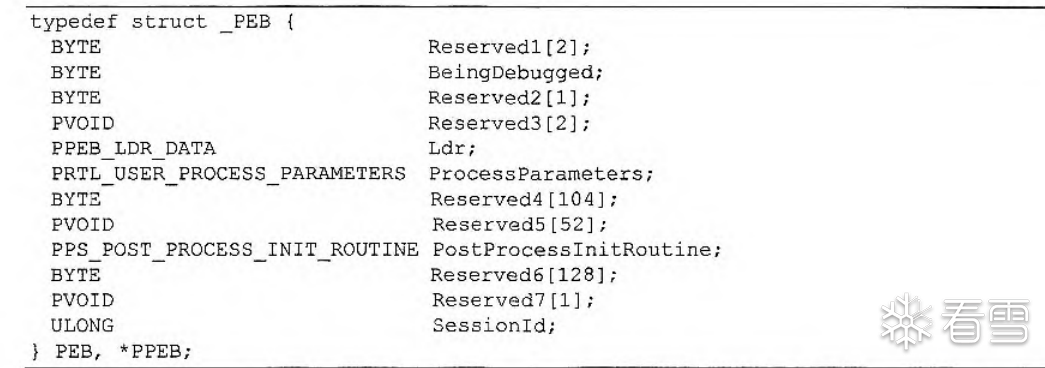 typedef struct _PEB {
BYTE Reserved1[2];
BYTE BeingDebugged;
BYTE Reserved2[1];
PVOID Reserved3[2];
PPEB_LDR_DATA Ldr;
PRTL_USER_PROCESS_PARAMETERS ProcessParameters;
BYTE Reserved4[104];
PVOID Reserved5[52];
PPS_POST_PROCESS_INIT_ROUTINE PostProcessInitRoutine;
BYTE Reserved6[128];
PVOID Reserved7[1];
ULONG SessionId;
} PEB, *PPEB;
看雪